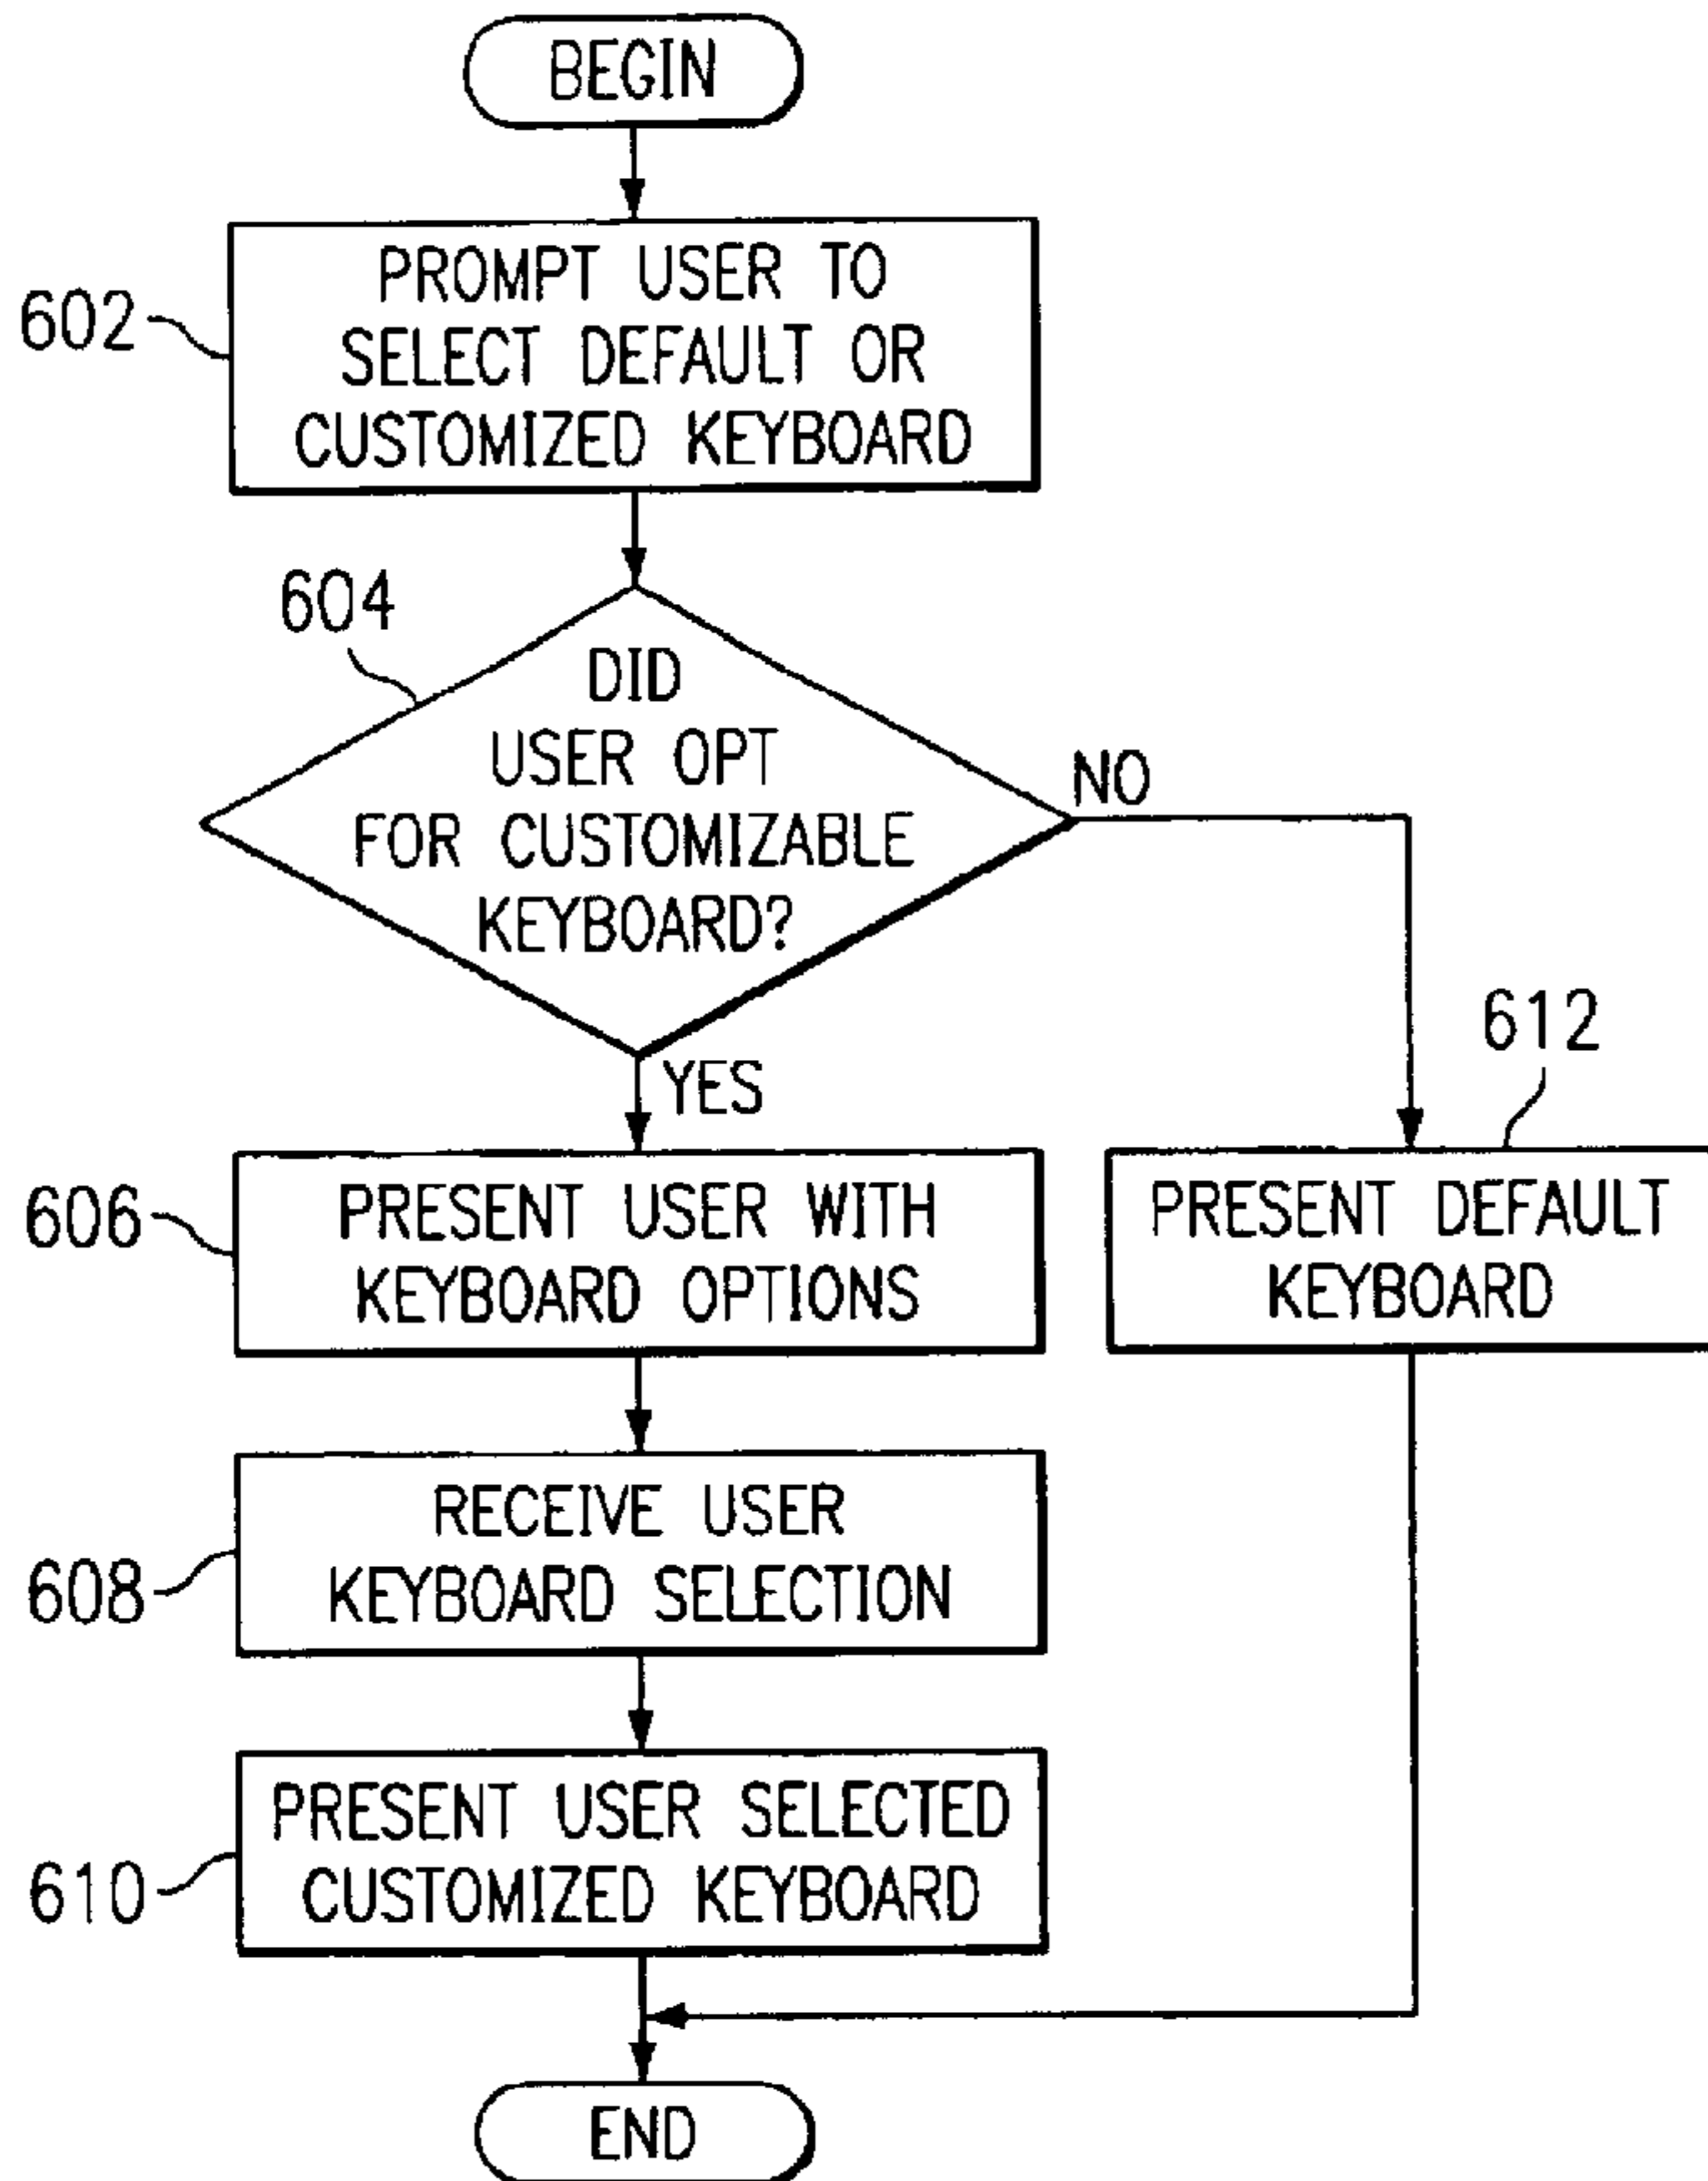 BEGIN
602
PROMPT USER TO
SELECT DEFAULT OR
CUSTOMIZED KEYBOARD
604
DID
USER OPT
FOR CUSTOMIZABLE
KEYBOARD?
NO
YES
612
606
PRESENT USER WITH
KEYBOARD OPTIONS
PRESENT DEFAULT
KEYBOARD
608
RECEIVE USER
KEYBOARD SELECTION
610
PRESENT USER SELECTED
CUSTOMIZED KEYBOARD
END